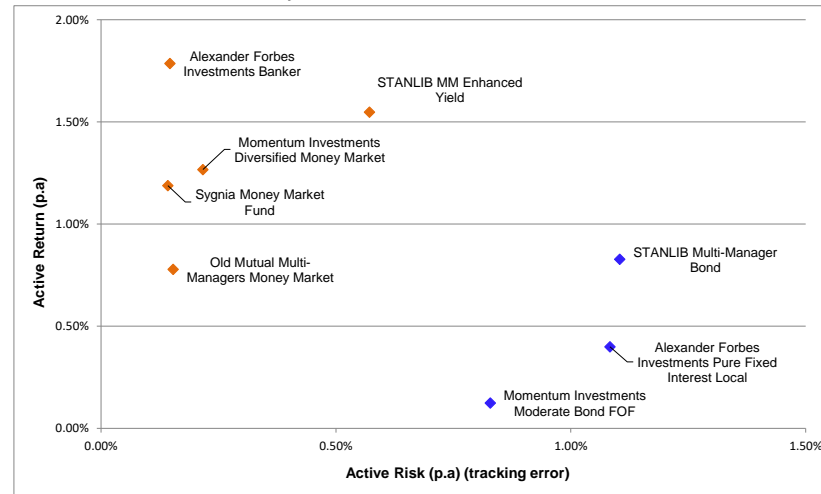 2.00%
Alexander Forbes
Investments Banker
STANLIB MM Enhanced
Yield
1.50%
Momentum Investments
Diversified Money Market
Sygnia Money Market
Fund
1.00%
Old Mutual Multi-
Managers Money Market
STANLIB Multi-Manager
Bond
Active Return (p.a)
0.50%
Alexander Forbes
Investments Pure Fixed
Interest Local
Momentum Investments
Moderate Bond FOF
0.00%
0.00%
0.50%
1.00%
1.50%
Active Risk (p.a) (tracking error)